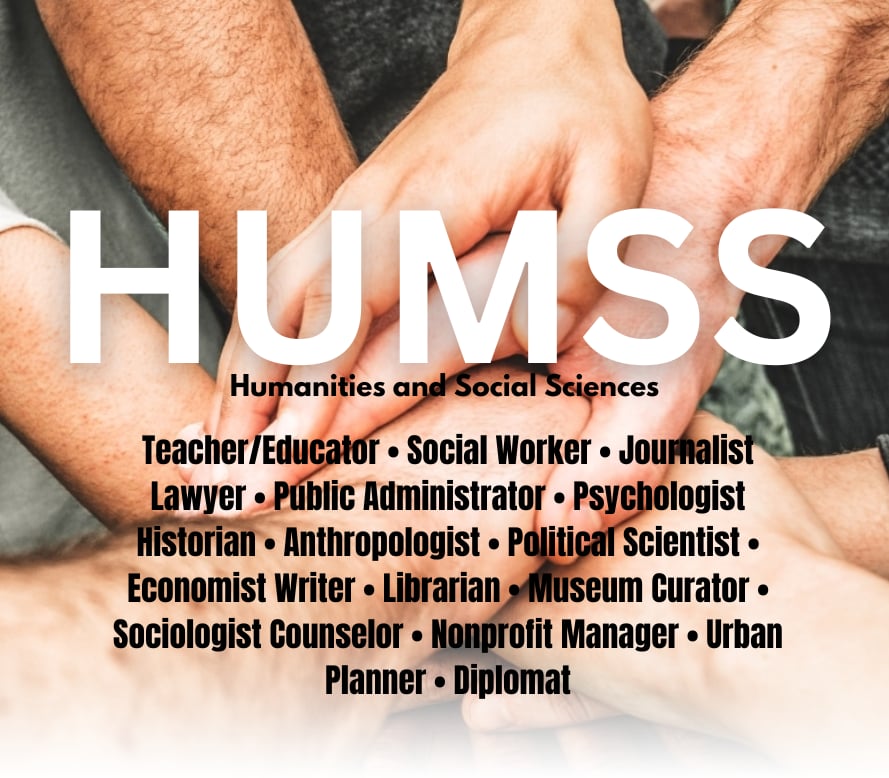 HUMSS
Humanities and Social Sciences
Teacher/Educator • Social Worker • Journalist
Lawyer • Public Administrator • Psychologist
Historian • Anthropologist • Political Scientist •
Economist Writer • Librarian • Museum Curator •
Sociologist Counselor • Nonprofit Manager • Urban
Planner • Diplomat